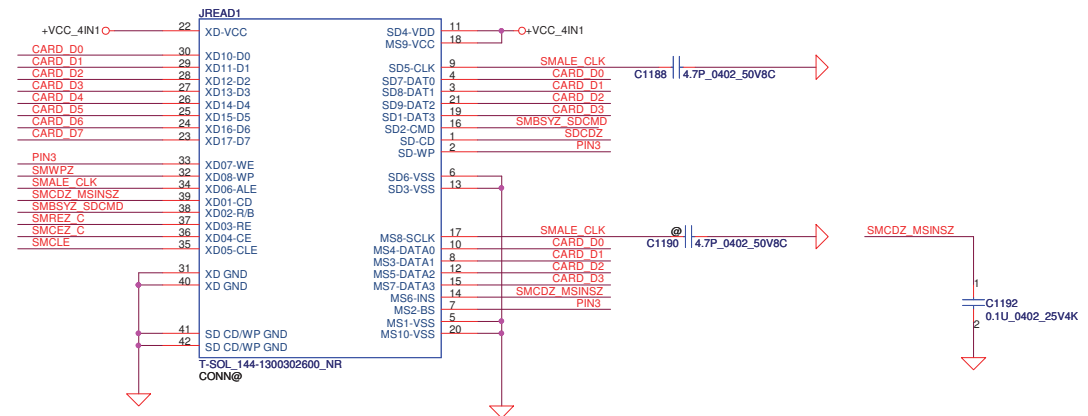 JREAD1
+VCC_4IN1 22 XD-VCC
CARD_D0 30 XD10-D0
CARD_D1 29 XD11-D1
CARD_D2 28 XD12-D2
CARD_D3 27 XD13-D3
CARD_D4 26 XD14-D4
CARD_D5 25 XD15-D5
CARD_D6 24 XD16-D6
CARD_D7 23 XD17-D7
PIN3 33 XD07-WE
SMWPZ 32 XD08-WP
SMALE_CLK 34 XD06-ALE
SMCDZ_MSINSZ 39 XD01-CD
SMBSYZ_SDCMD 38 XD02-R/B
SMREZ_C 37 XD03-RE
SMCEZ_C 36 XD04-CE
SMCLE 35 XD05-CLE
31 XD GND
40 XD GND
41 SD CD/WP GND
42 SD CD/WP GND
T-SOL_144-1300302600_NR
CONN@
SD4-VDD 11 +VCC_4IN1
MS9-VCC 18
SD5-CLK 9 SMALE_CLK
SD7-DAT0 4 CARD_D0
SD8-DAT1 3 CARD_D1
SD9-DAT2 21 CARD_D2
SD1-DAT3 19 CARD_D3
SD2-CMD 16 SMBSYZ_SDCMD
SD-CD 1 SDCDZ
SD-WP 2 PIN3
SD6-VSS 6
SD3-VSS 13
MS8-SCLK 17 SMALE_CLK
MS4-DATA0 10 CARD_D0
MS3-DATA1 8 CARD_D1
MS5-DATA2 12 CARD_D2
MS7-DATA3 15 CARD_D3
MS6-INS 14 SMCDZ_MSINSZ
MS2-BS 7 PIN3
MS1-VSS 5
MS10-VSS 20
C1188 4.7P_0402_50V8C
@
C1190 4.7P_0402_50V8C
SMCDZ_MSINSZ
1
C1192
0.1U_0402_25V4K
2